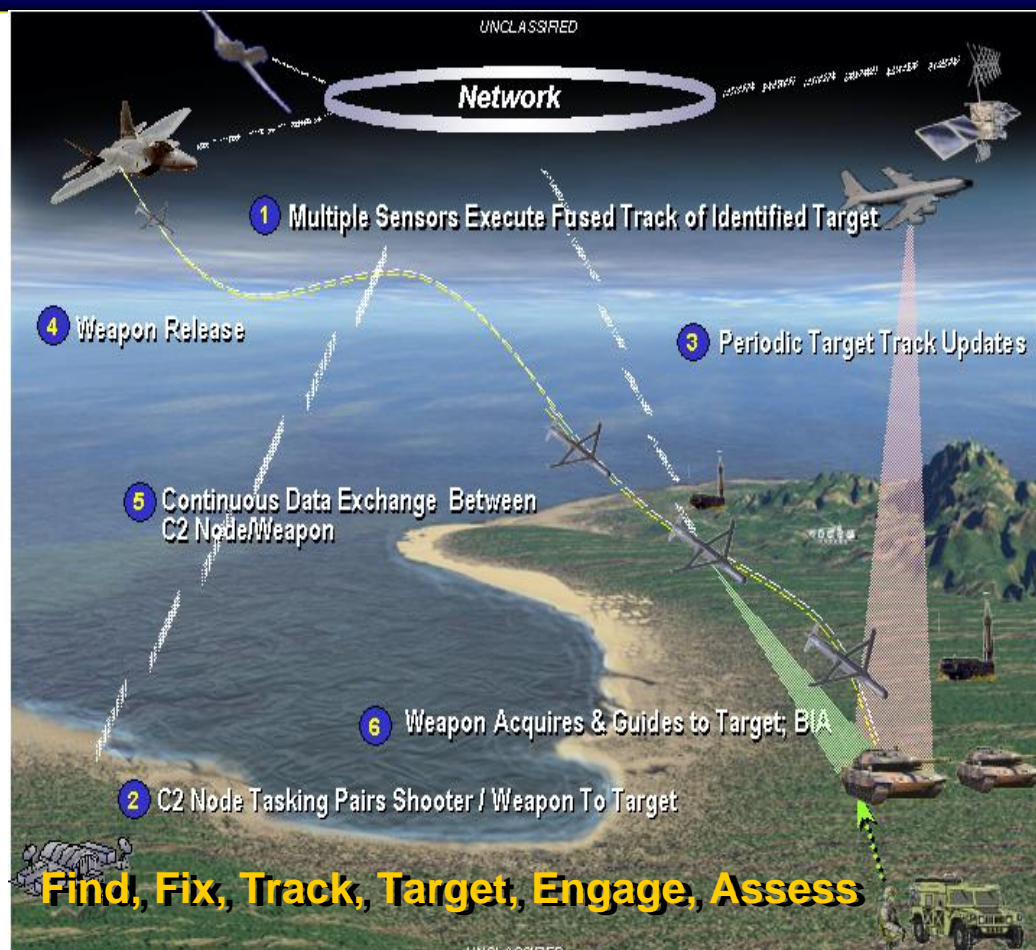 UNCLASSIFIED
Network
1 Multiple Sensors Execute Fused Track of Identified Target
4 Weapon Release
3 Periodic Target Track Updates
5 Continuous Data Exchange Between
C2 Node/Weapon
6 Weapon Acquires & Guides to Target; BIA
2 C2 Node Tasking Pairs Shooter / Weapon To Target
Find, Fix, Track, Target, Engage, Assess
UNCLASSIFIED